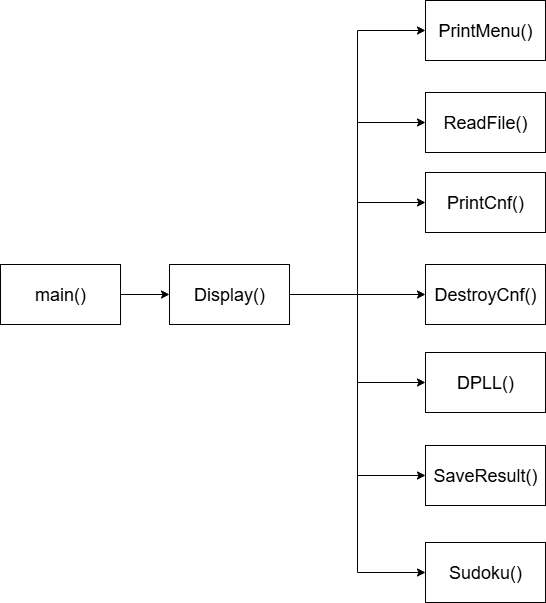 PrintMenu()
ReadFile()
PrintCnf()
main()
Display()
DestroyCnf()
DPLL()
SaveResult()
Sudoku()